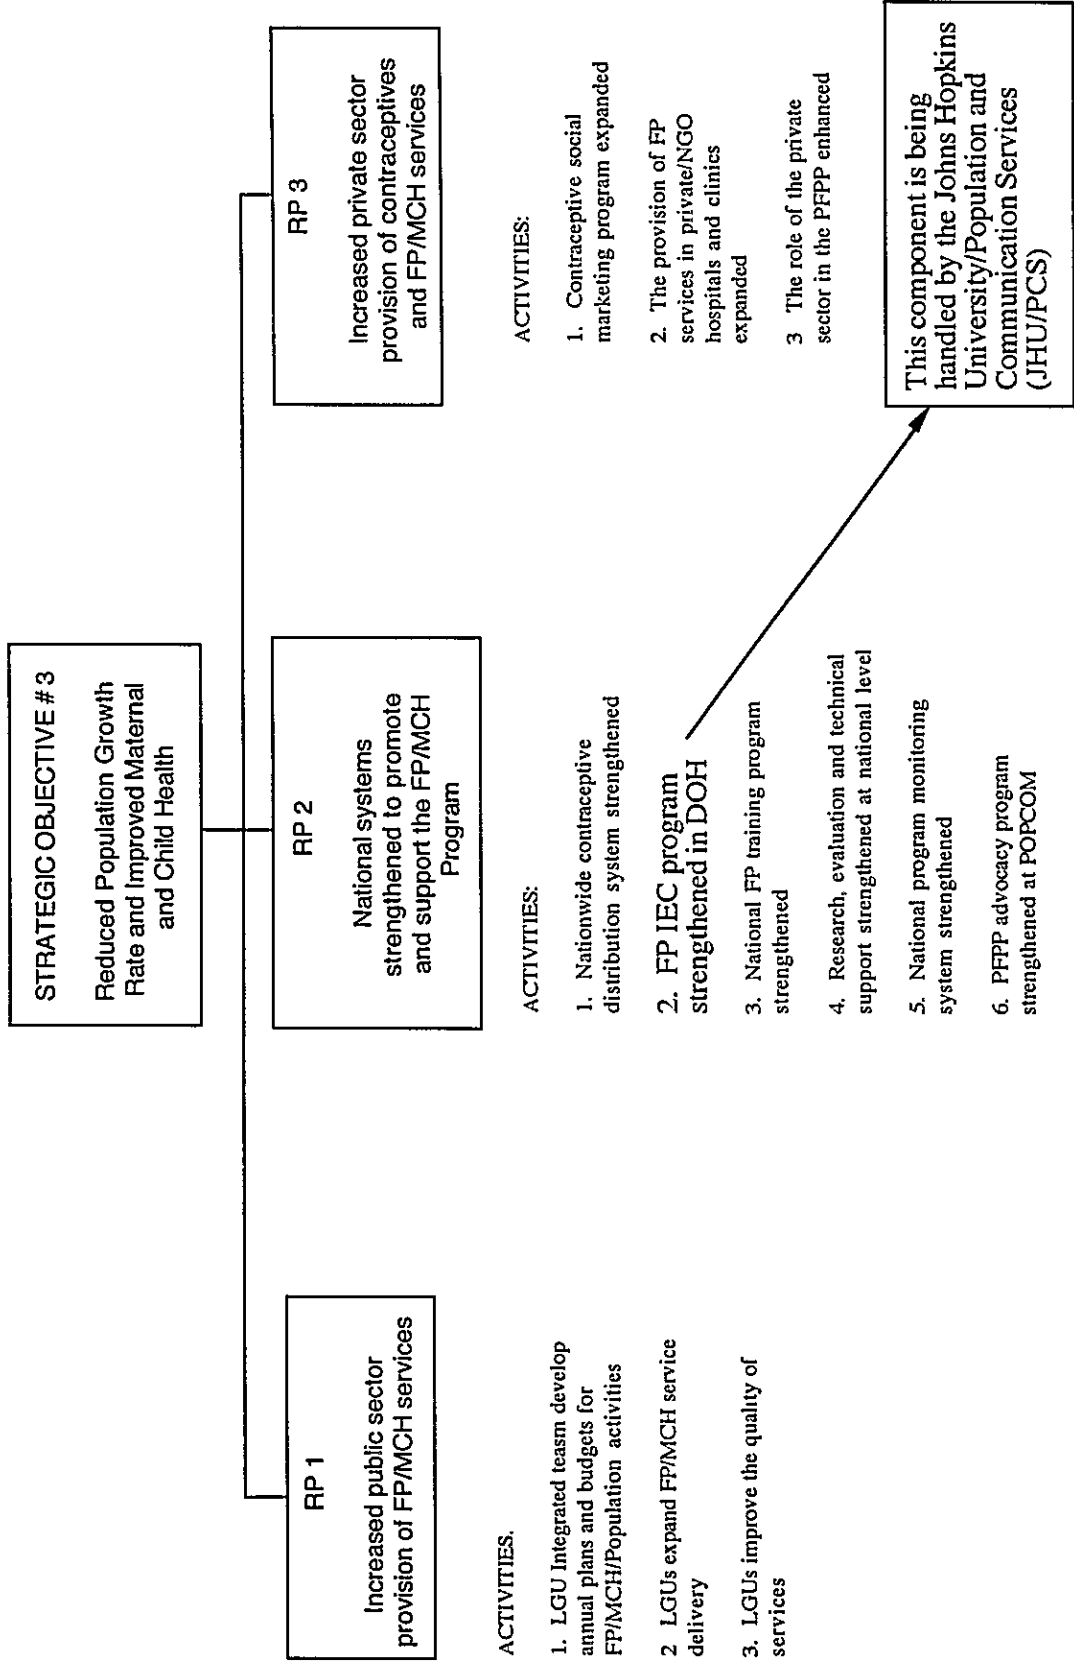 STRATEGIC OBJECTIVE # 3
Reduced Population Growth
Rate and Improved Maternal
and Child Health
RP 1
Increased public sector
provision of FP/MCH services
ACTIVITIES.
1. LGU Integrated teasm develop
annual plans and budgets for
FP/MCH/Population activities
2 LGUs expand FP/MCH service
delivery
3. LGUs improve the quality of
services
RP 2
National systems
strengthened to promote
and support the FP/MCH
Program
ACTIVITIES:
1. Nationwide contraceptive
distribution system strengthened
2. FP IEC program
strengthened in DOH
3. National FP training program
strengthened
4. Research, evaluation and technical
support strengthened at national level
5. National program monitoring
system strengthened
6. PFPP advocacy program
strengthened at POPCOM
RP 3
Increased private sector
provision of contraceptives
and FP/MCH services
ACTIVITIES:
1. Contraceptive social
marketing program expanded
2. The provision of FP
services in private/NGO
hospitals and clinics
expanded
3 The role of the private
sector in the PFPP enhanced
This component is being
handled by the Johns Hopkins
University/Population and
Communication Services
(JHU/PCS)